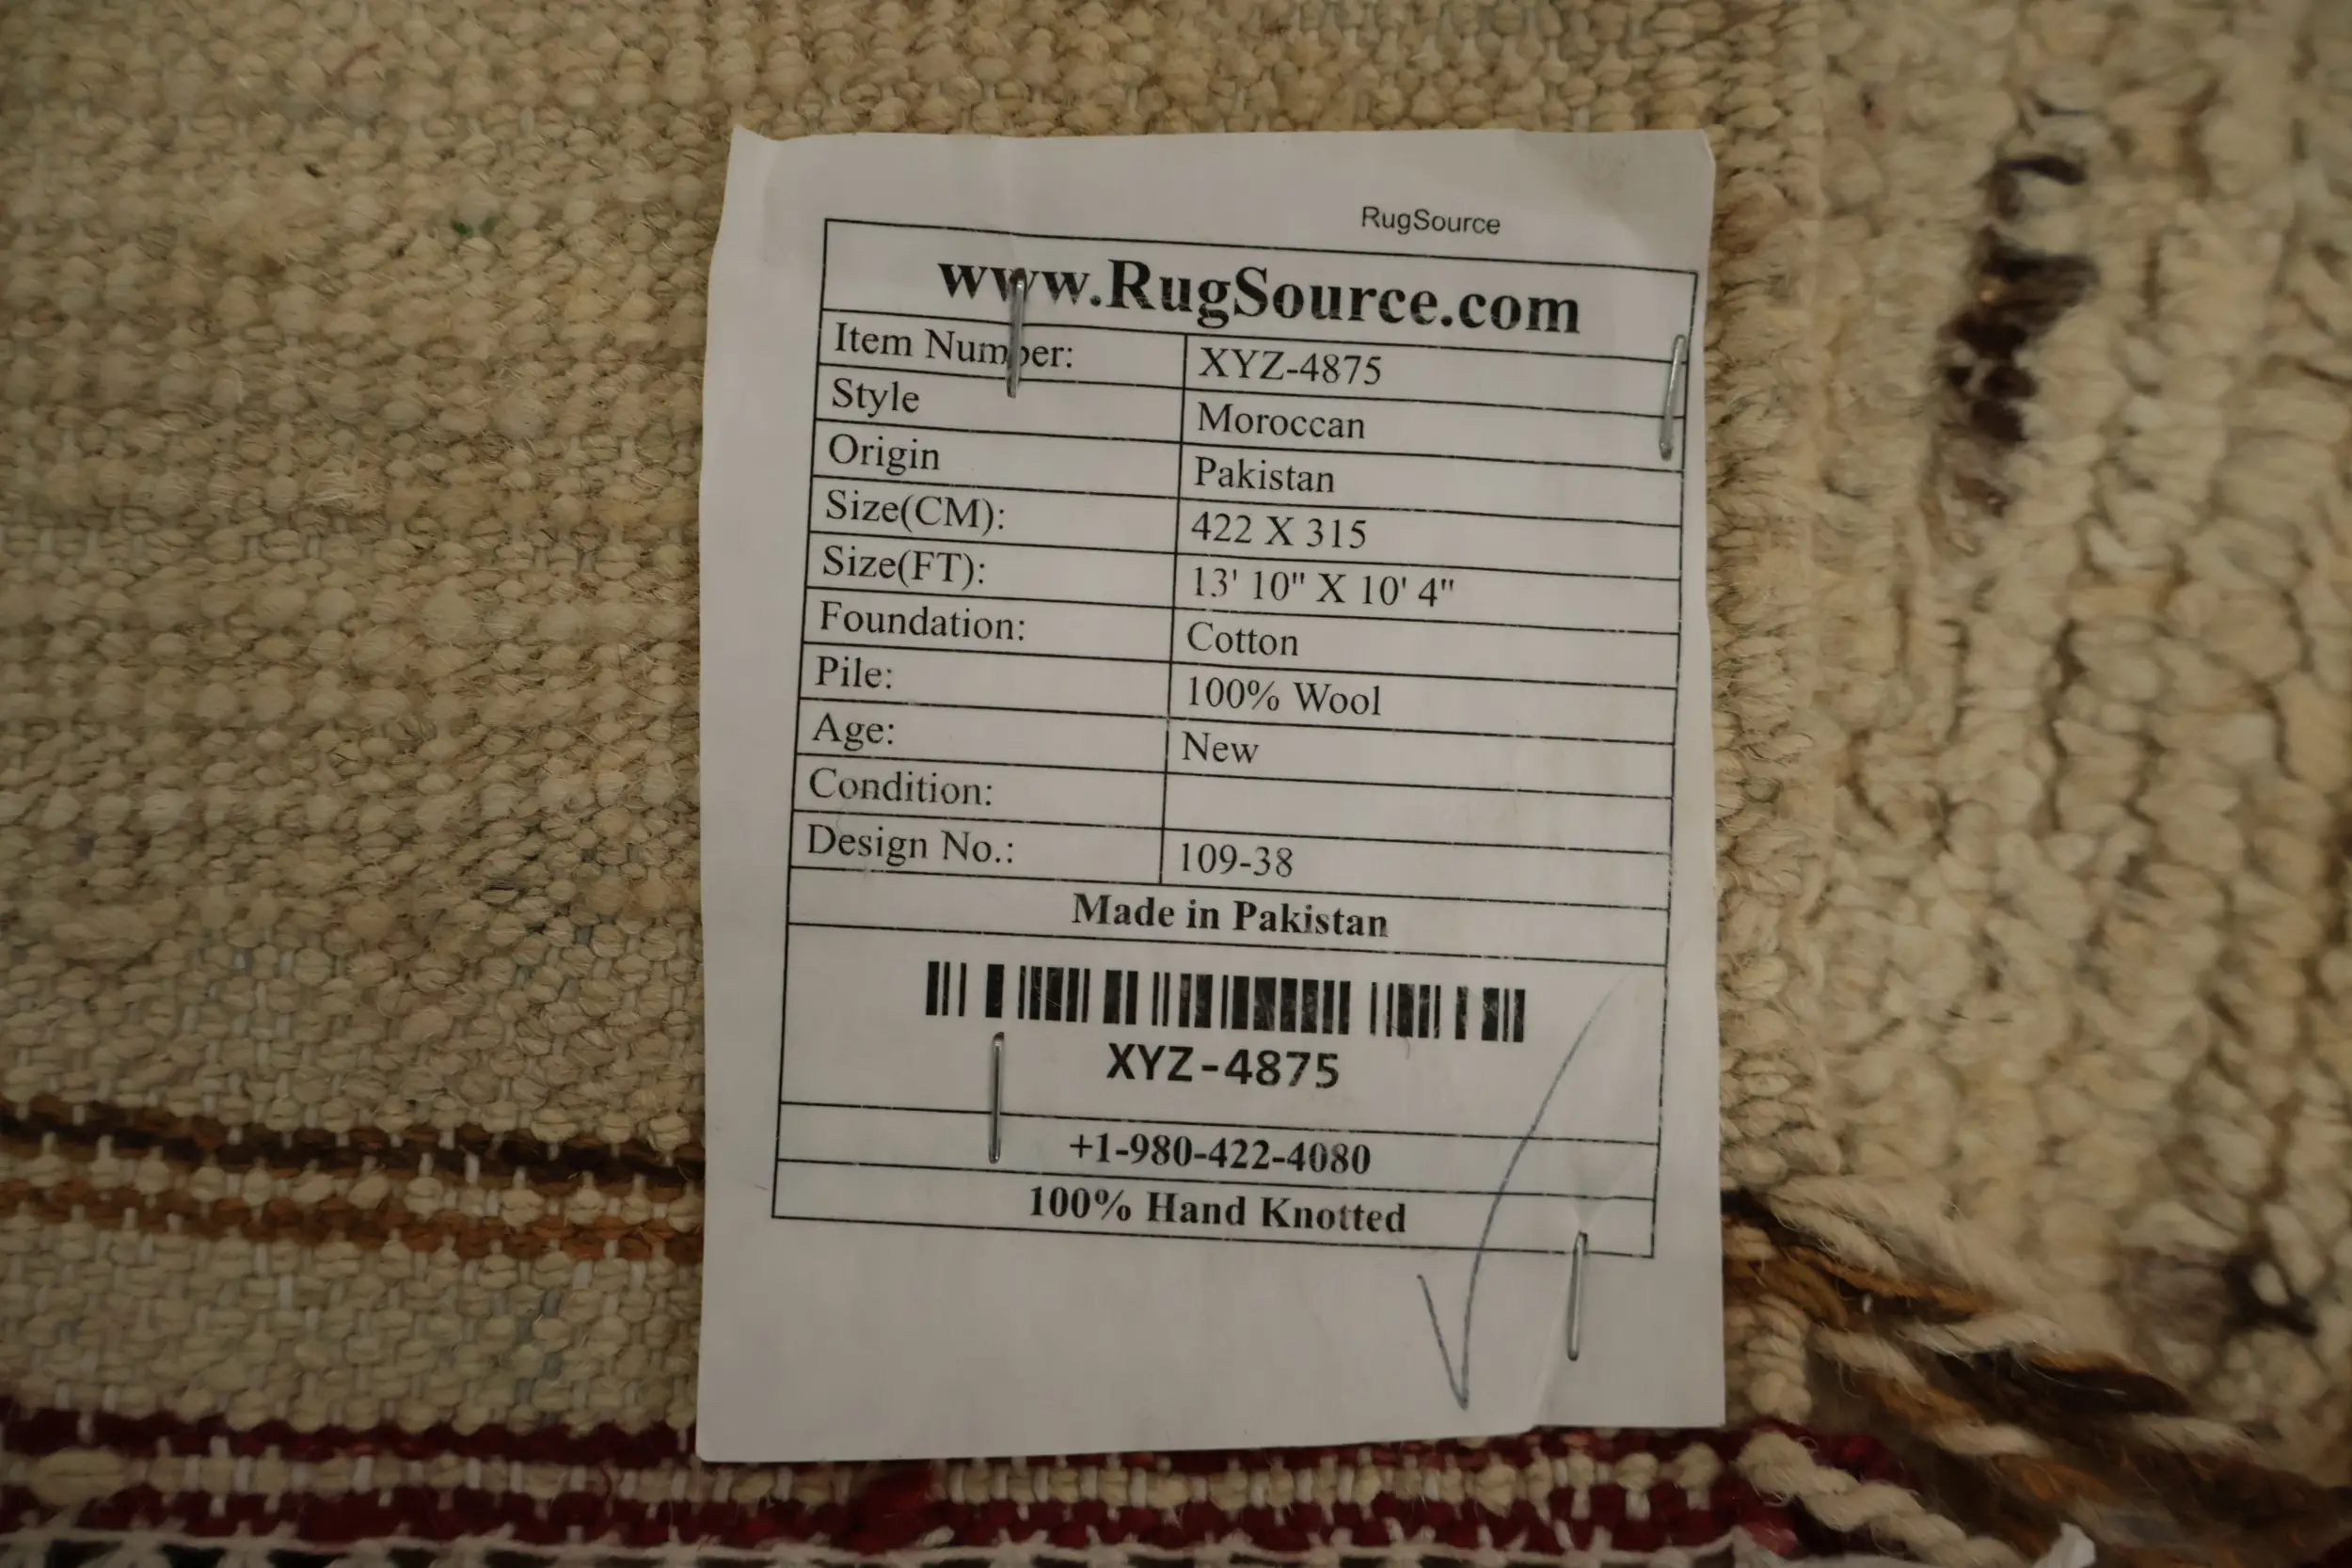 RugSource
www.RugSource.com
Item Number: XYZ-4875
Style Moroccan
Origin Pakistan
Size(CM): 422 X 315
Size(FT): 13' 10" X 10' 4"
Foundation: Cotton
Pile: 100% Wool
Age: New
Condition:
Design No.: 109-38
Made in Pakistan
XYZ-4875
+1-980-422-4080
100% Hand Knotted